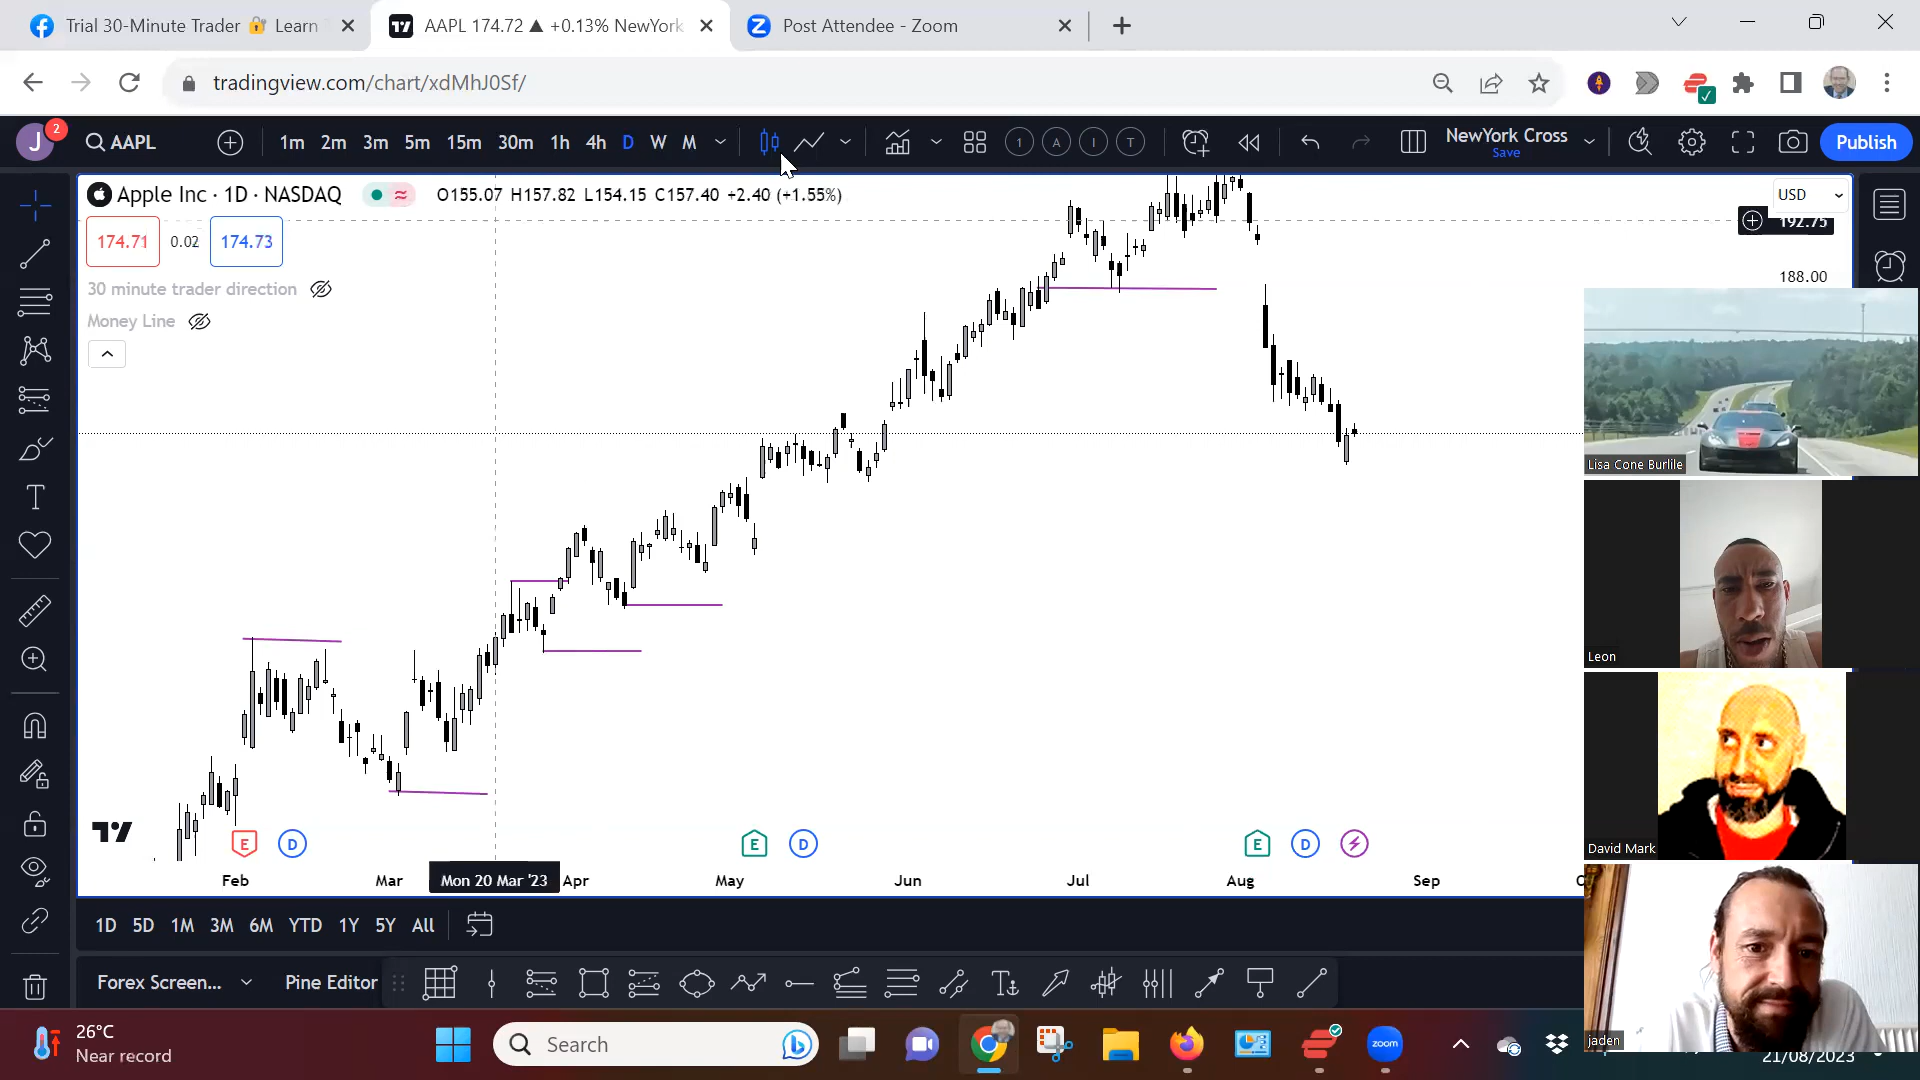 Trial 30-Minute Trader 🔒 Learn
AAPL 174.72 ▲ +0.13% NewYork
Post Attendee - Zoom
tradingview.com/chart/xdMhJ0Sf/
J 2
AAPL
1m 2m 3m 5m 15m 30m 1h 4h D W M
1 A I T
NewYork Cross
Save
Publish
Apple Inc · 1D · NASDAQ
O155.07 H157.82 L154.15 C157.40 +2.40 (+1.55%)
USD
192.75
174.71 0.02 174.73
188.00
30 minute trader direction
Money Line
Lisa Cone Burlile
Leon
David Mark
jaden
E D E D E D
Feb Mar Mon 20 Mar '23 Apr May Jun Jul Aug Sep
1D 5D 1M 3M 6M YTD 1Y 5Y All
Forex Screen... Pine Editor
26°C
Near record
Search
zoom
21/08/2023